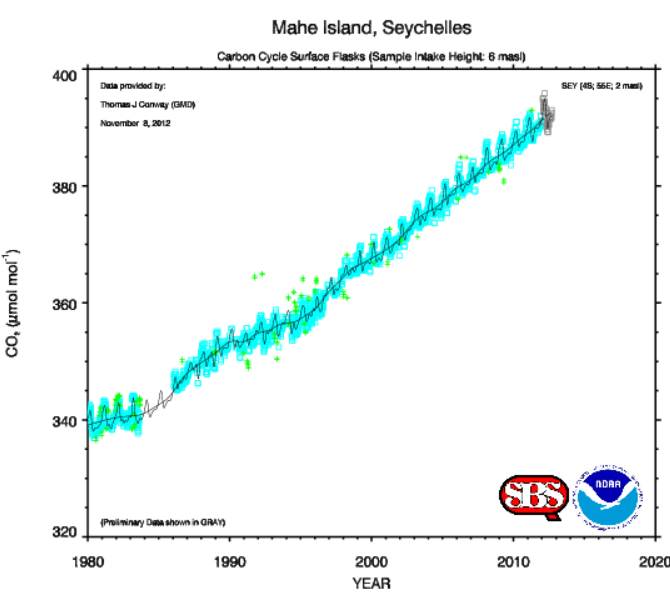 Mahe Island, Seychelles
Carbon Cycle Surface Flasks (Sample Intake Height: 6 masl)
400
Data provided by:
SEY [4S; 55E; 2 masl)
Thomas J Conway (GMD)
November 8, 2012
380
360
CO₂ (μmol mol⁻¹)
340
SBS
NOAA
(Preliminary Data shown in GRAY)
320
1980
1990
2000
2010
2020
YEAR